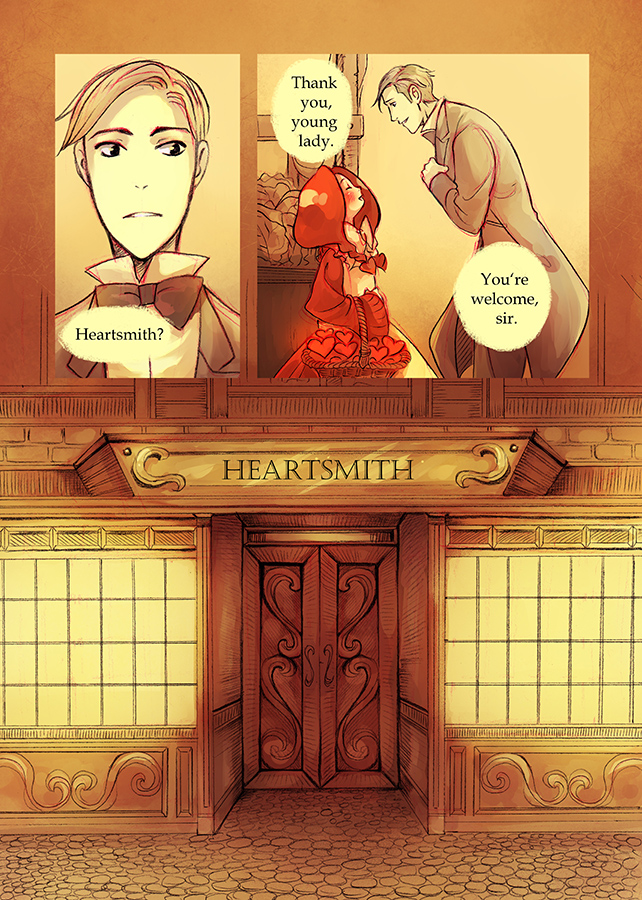 Heartsmith?
Thank
you,
young
lady.
You're
welcome,
sir.
HEARTSMITH